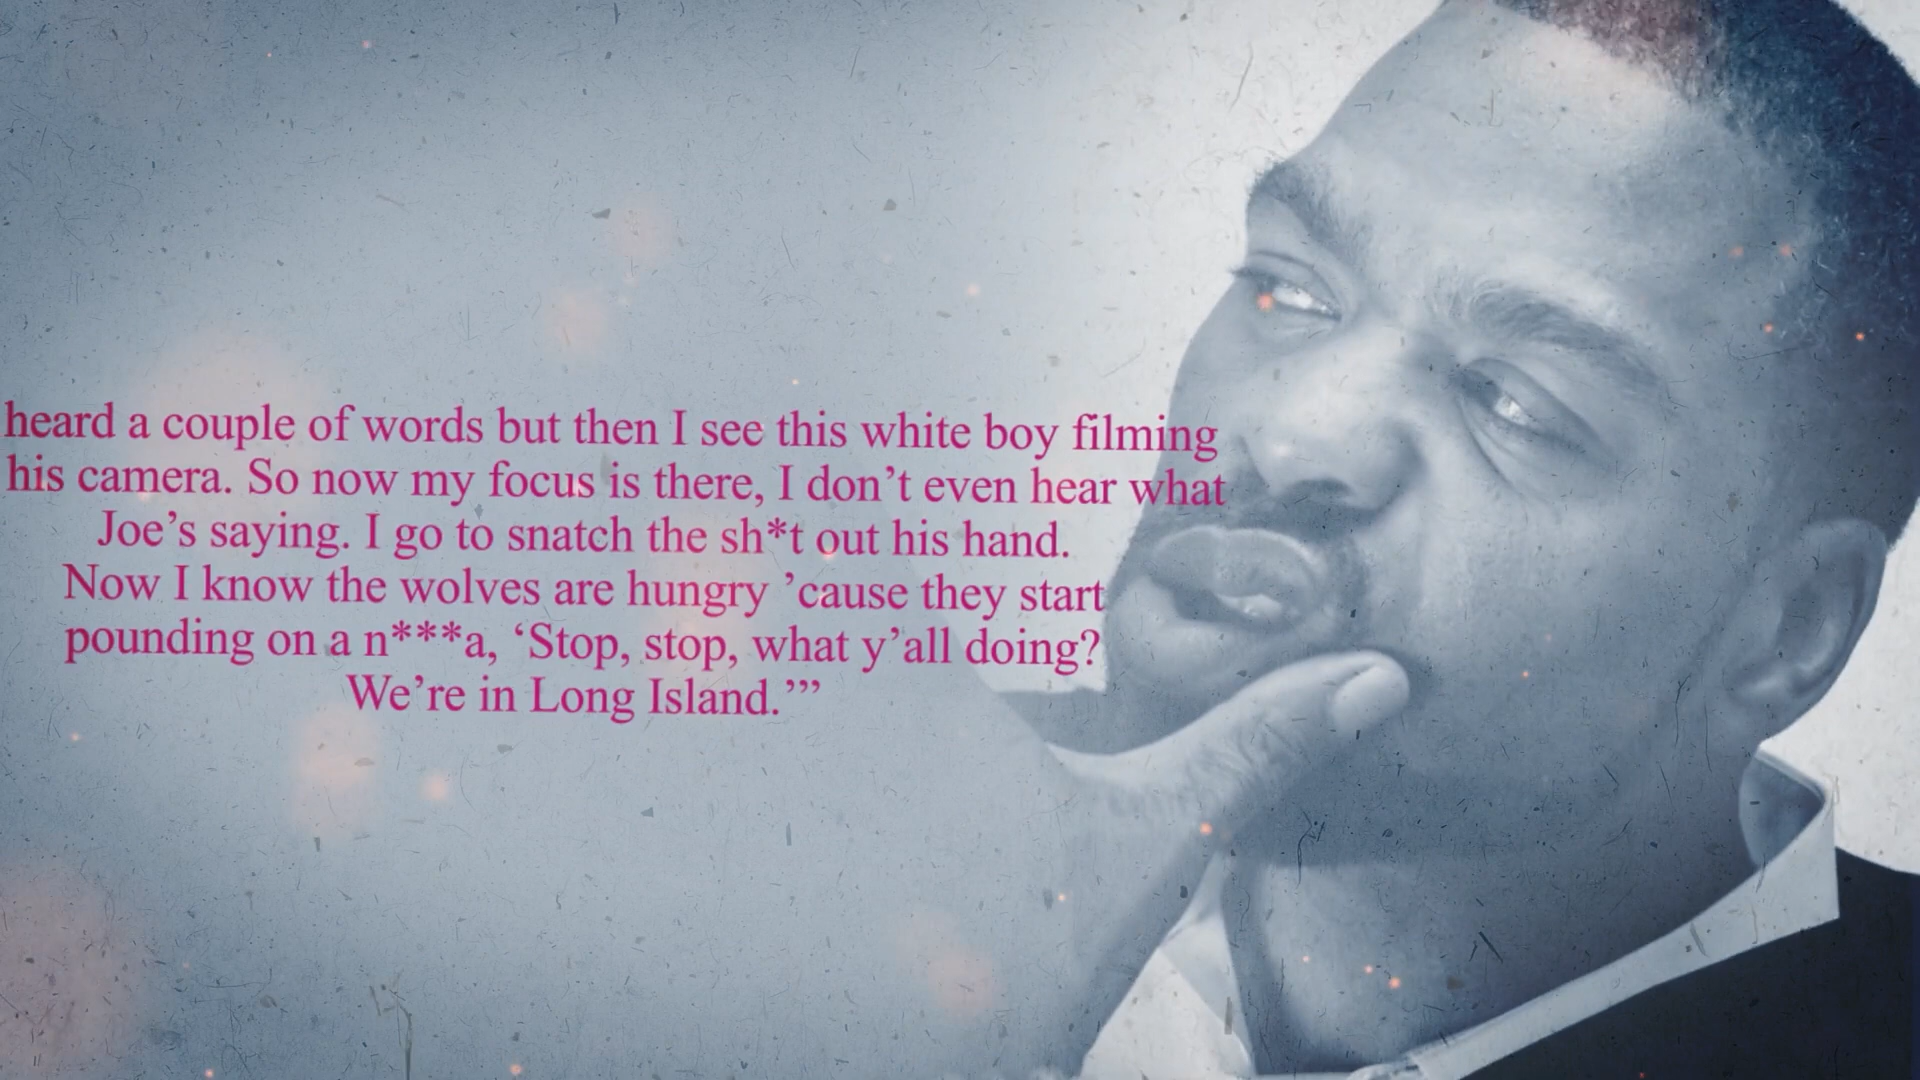 heard a couple of words but then I see this white boy filming
his camera. So now my focus is there, I don’t even hear what
Joe’s saying. I go to snatch the sh*t out his hand.
Now I know the wolves are hungry ’cause they start
pounding on a n***a, ‘Stop, stop, what y’all doing?
We’re in Long Island.’”